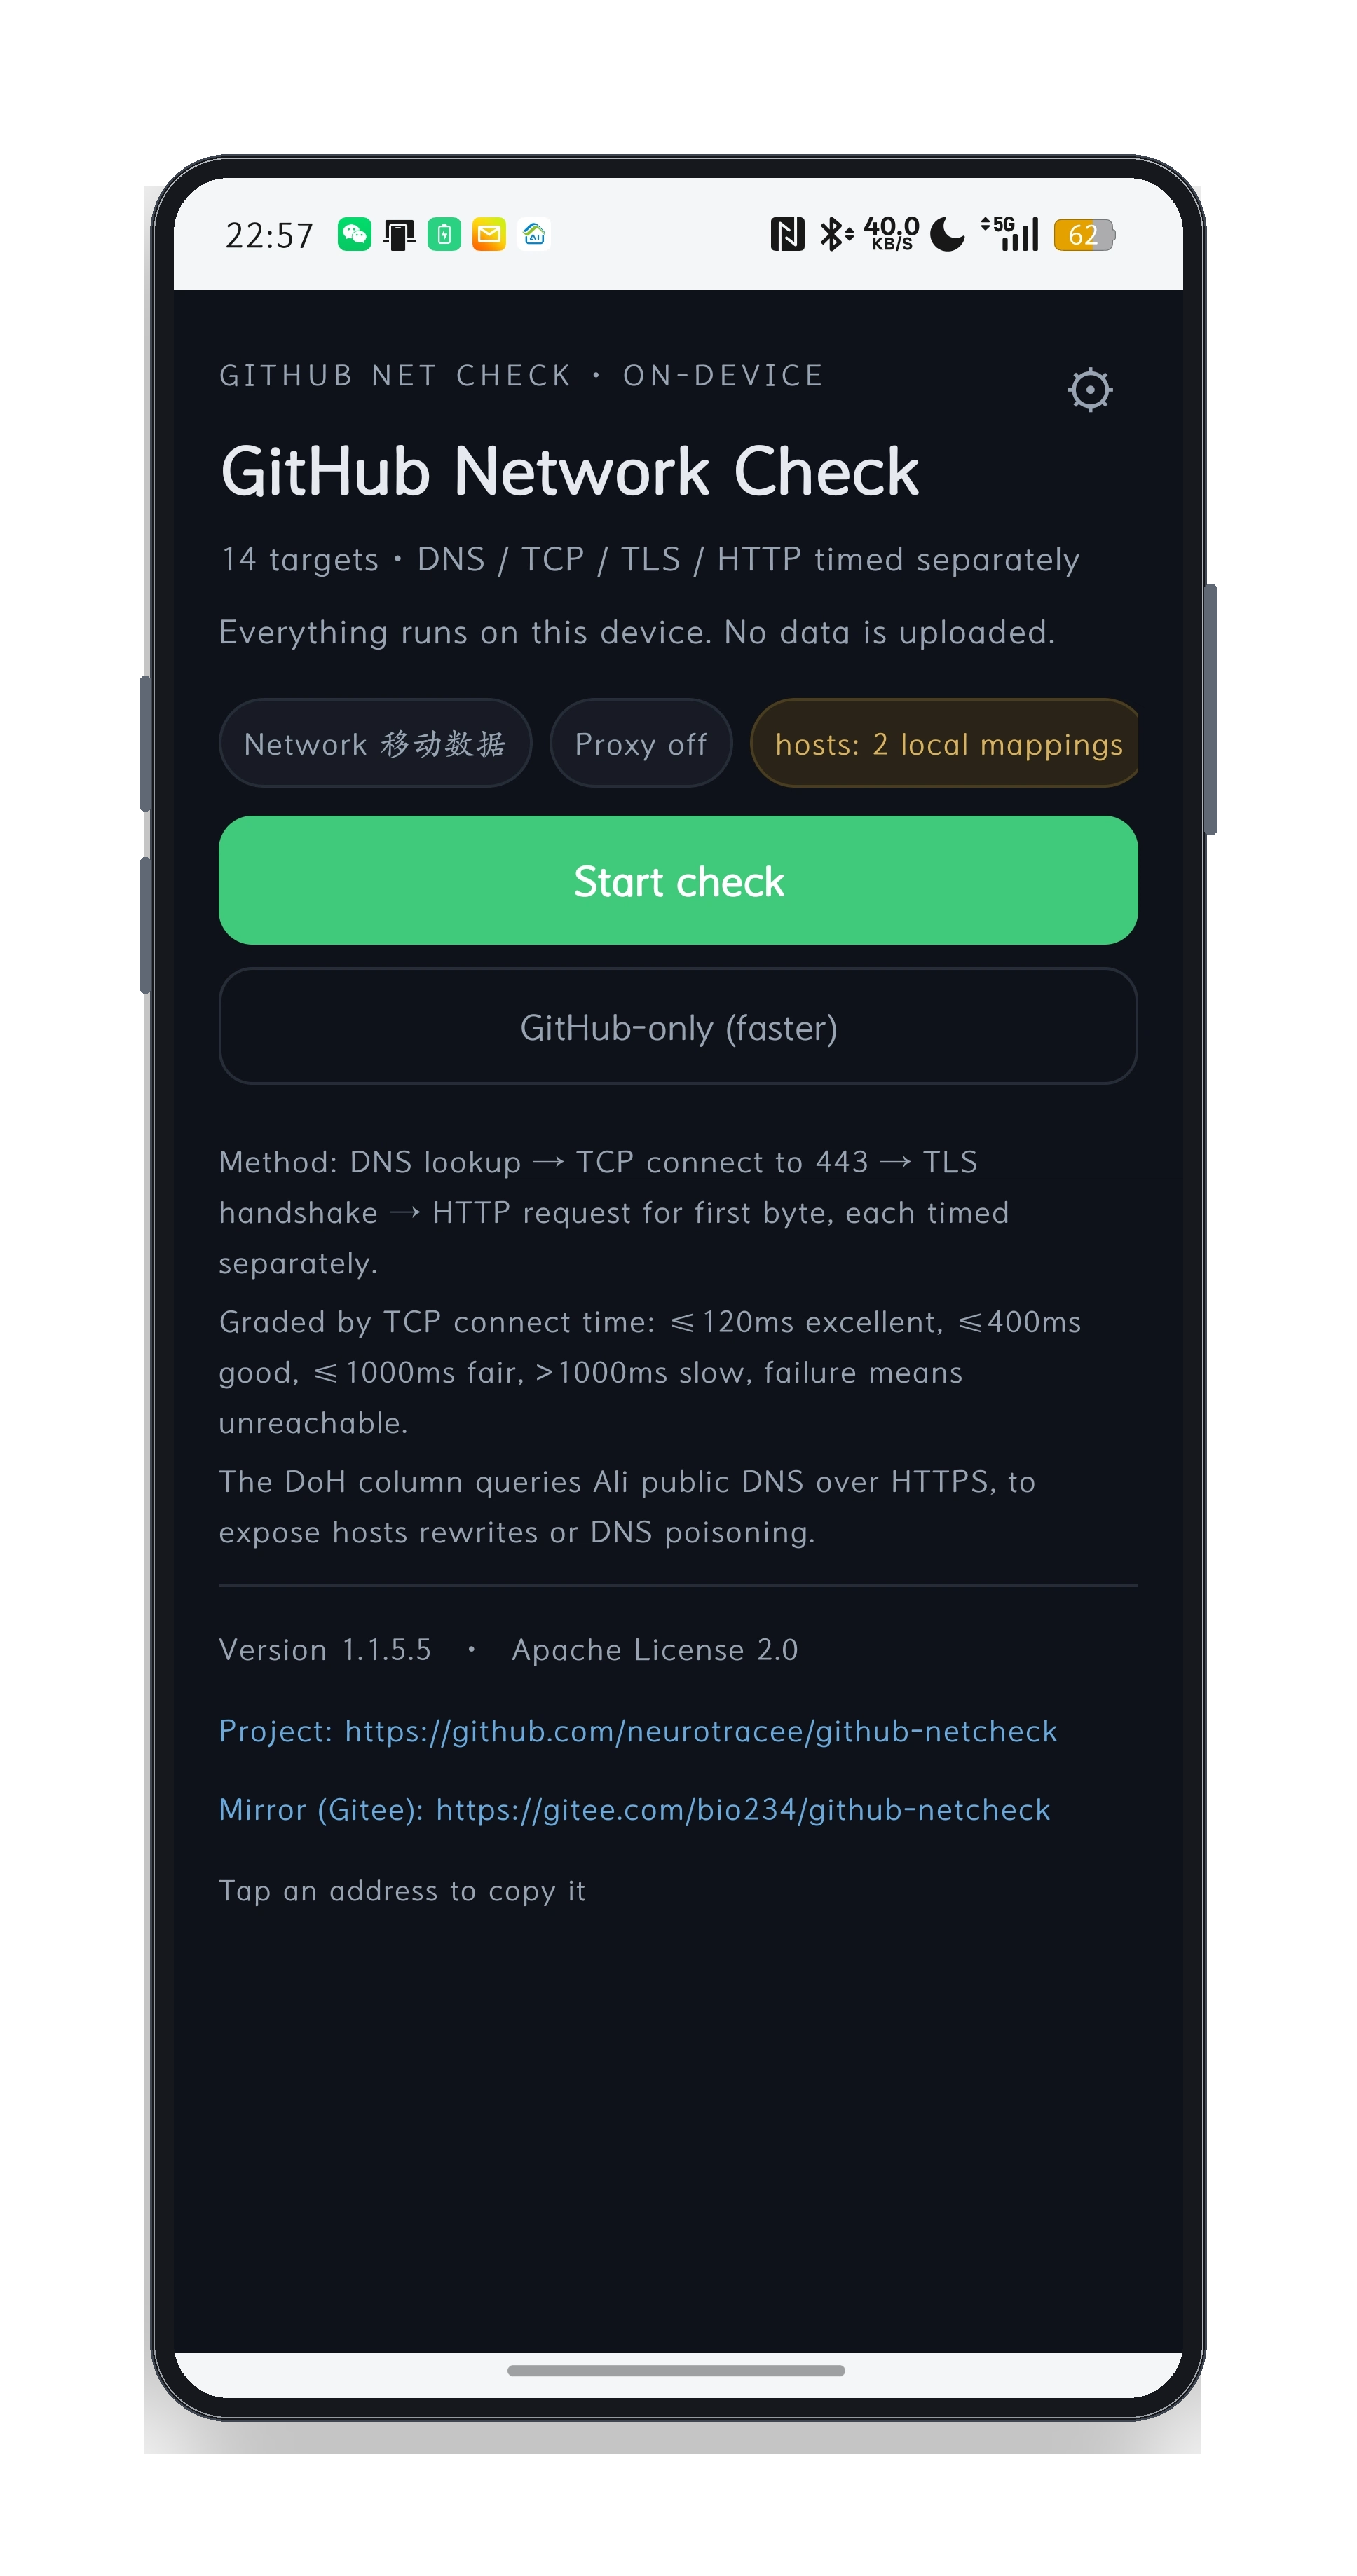 22:57
40.0
KB/S
5G
62
GITHUB NET CHECK • ON-DEVICE
GitHub Network Check
14 targets • DNS / TCP / TLS / HTTP timed separately
Everything runs on this device. No data is uploaded.
Network 移动数据
Proxy off
hosts: 2 local mappings
Start check
GitHub-only (faster)
Method: DNS lookup → TCP connect to 443 → TLS
handshake → HTTP request for first byte, each timed
separately.
Graded by TCP connect time: ≤120ms excellent, ≤400ms
good, ≤1000ms fair, >1000ms slow, failure means
unreachable.
The DoH column queries Ali public DNS over HTTPS, to
expose hosts rewrites or DNS poisoning.
Version 1.1.5.5 • Apache License 2.0
Project: https://github.com/neurotracee/github-netcheck
Mirror (Gitee): https://gitee.com/bio234/github-netcheck
Tap an address to copy it